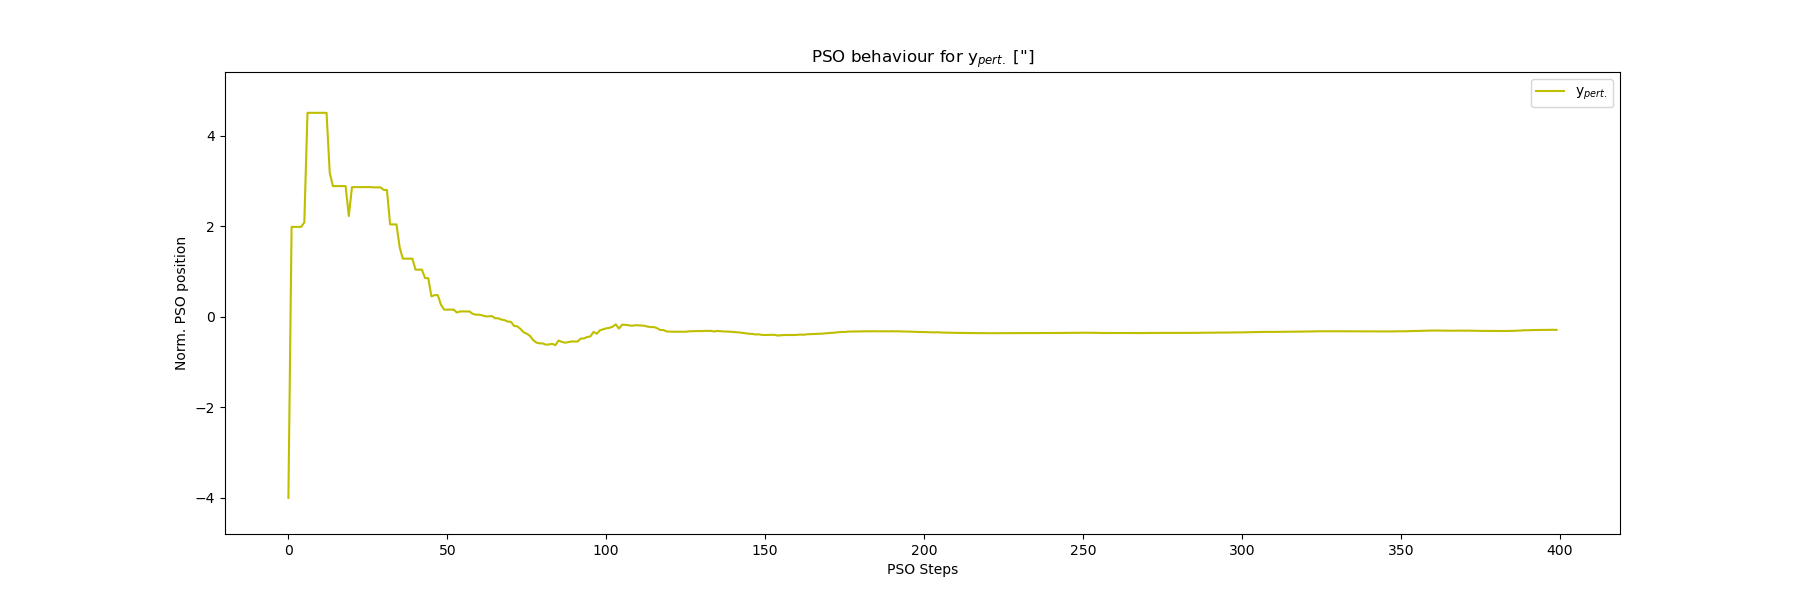 PSO behaviour for y_pert. ["]
y_pert.
Norm. PSO position
4
2
0
−2
−4
0 50 100 150 200 250 300 350 400
PSO Steps